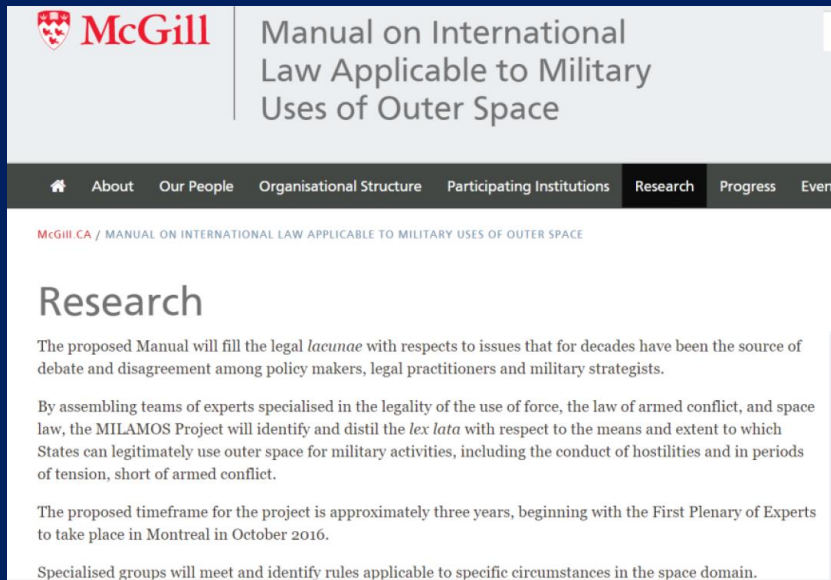 McGill
Manual on International
Law Applicable to Military
Uses of Outer Space
About Our People Organisational Structure Participating Institutions Research Progress Even
McGILL.CA / MANUAL ON INTERNATIONAL LAW APPLICABLE TO MILITARY USES OF OUTER SPACE
Research
The proposed Manual will fill the legal lacunae with respects to issues that for decades have been the source of
debate and disagreement among policy makers, legal practitioners and military strategists.
By assembling teams of experts specialised in the legality of the use of force, the law of armed conflict, and space
law, the MILAMOS Project will identify and distil the lex lata with respect to the means and extent to which
States can legitimately use outer space for military activities, including the conduct of hostilities and in periods
of tension, short of armed conflict.
The proposed timeframe for the project is approximately three years, beginning with the First Plenary of Experts
to take place in Montreal in October 2016.
Specialised groups will meet and identify rules applicable to specific circumstances in the space domain.